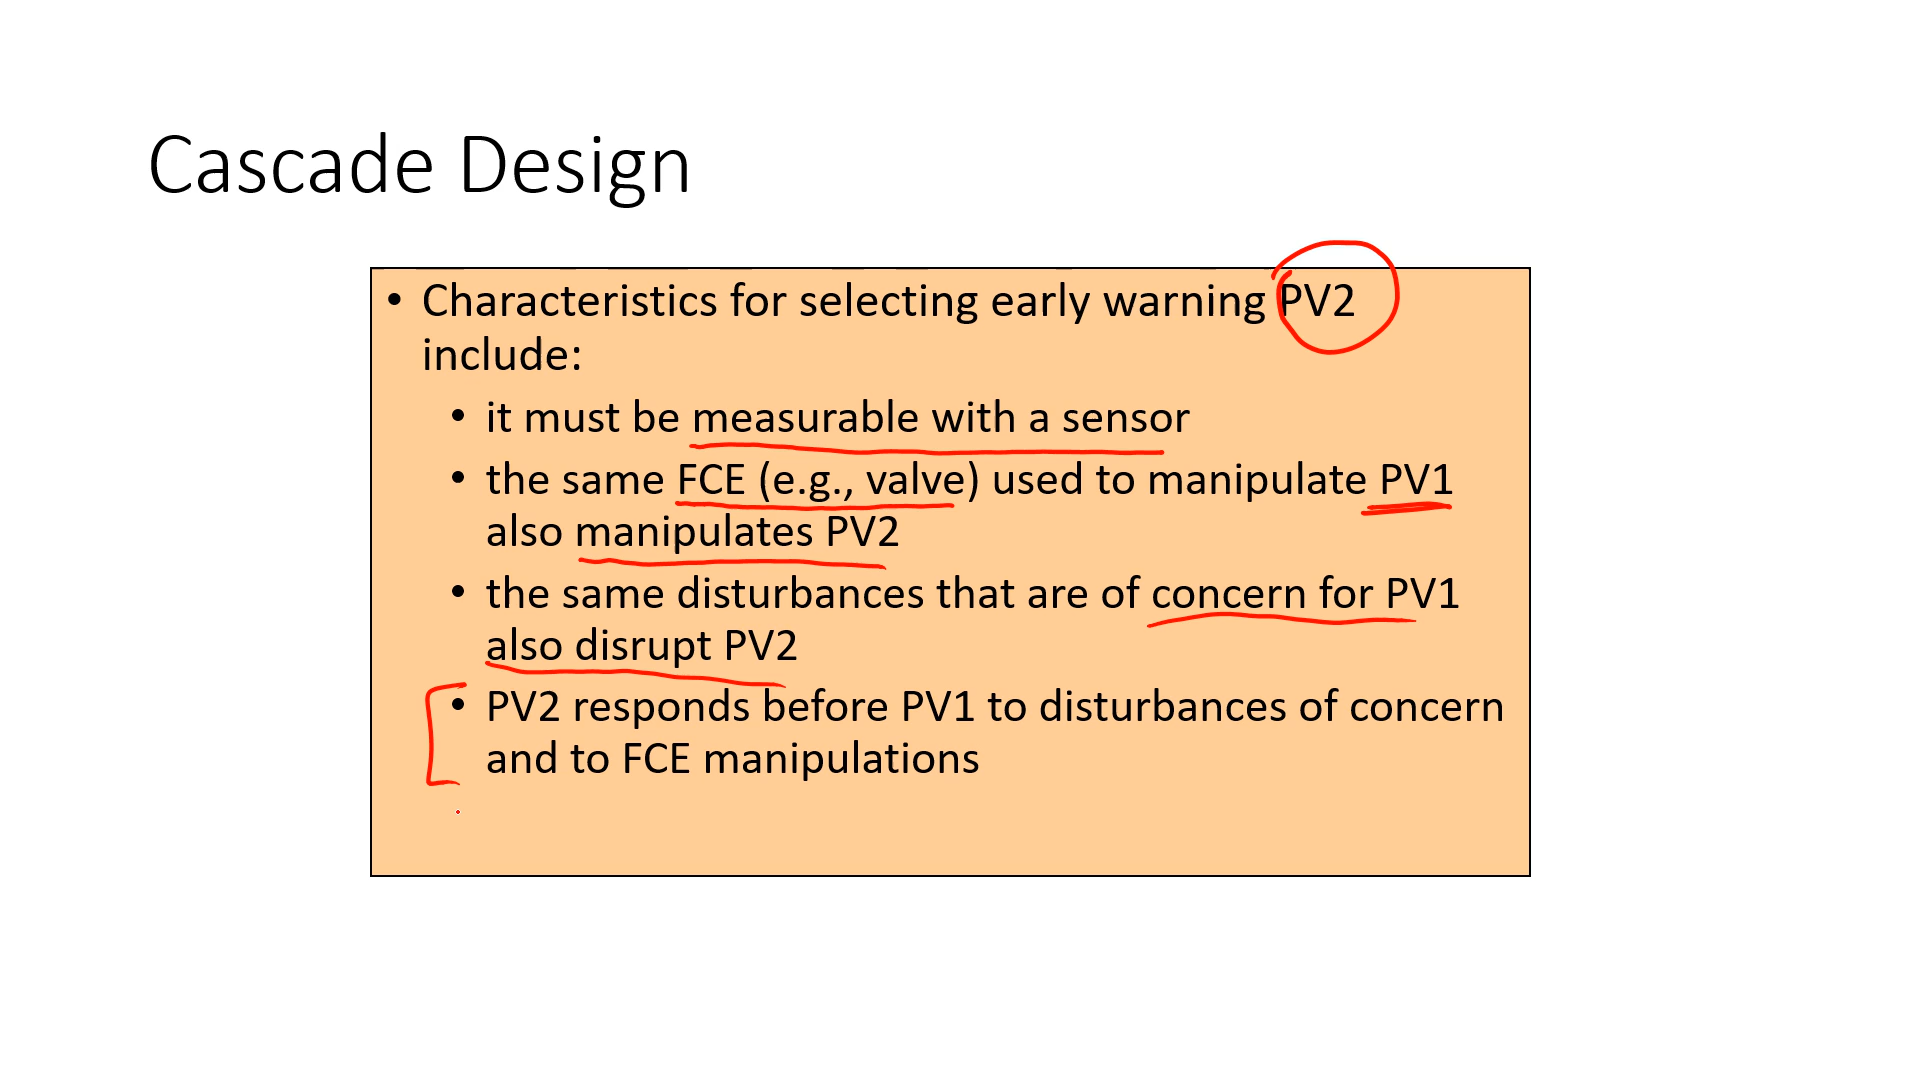 Cascade Design
• Characteristics for selecting early warning PV2
include:
• it must be measurable with a sensor
• the same FCE (e.g., valve) used to manipulate PV1
also manipulates PV2
• the same disturbances that are of concern for PV1
also disrupt PV2
• PV2 responds before PV1 to disturbances of concern
and to FCE manipulations